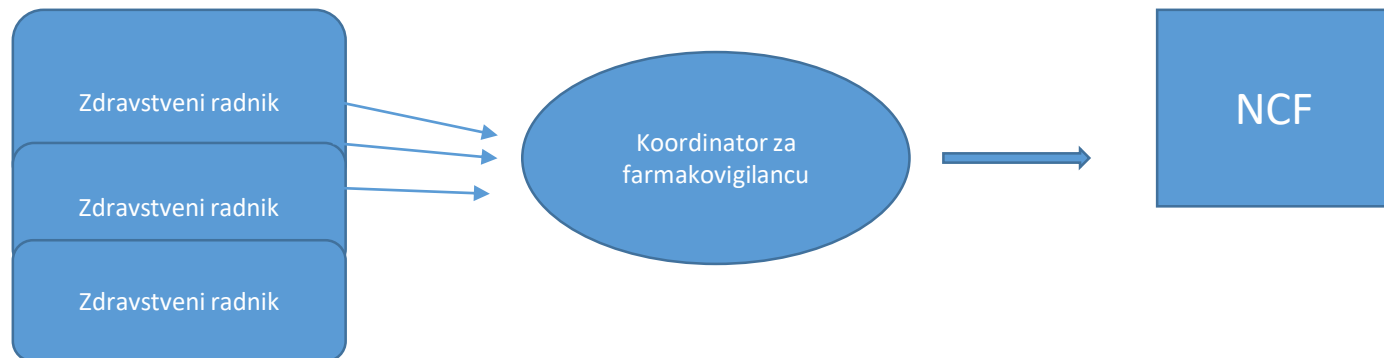 Zdravstveni radnik
Zdravstveni radnik
Zdravstveni radnik
Koordinator za
farmakovigilancu
NCF